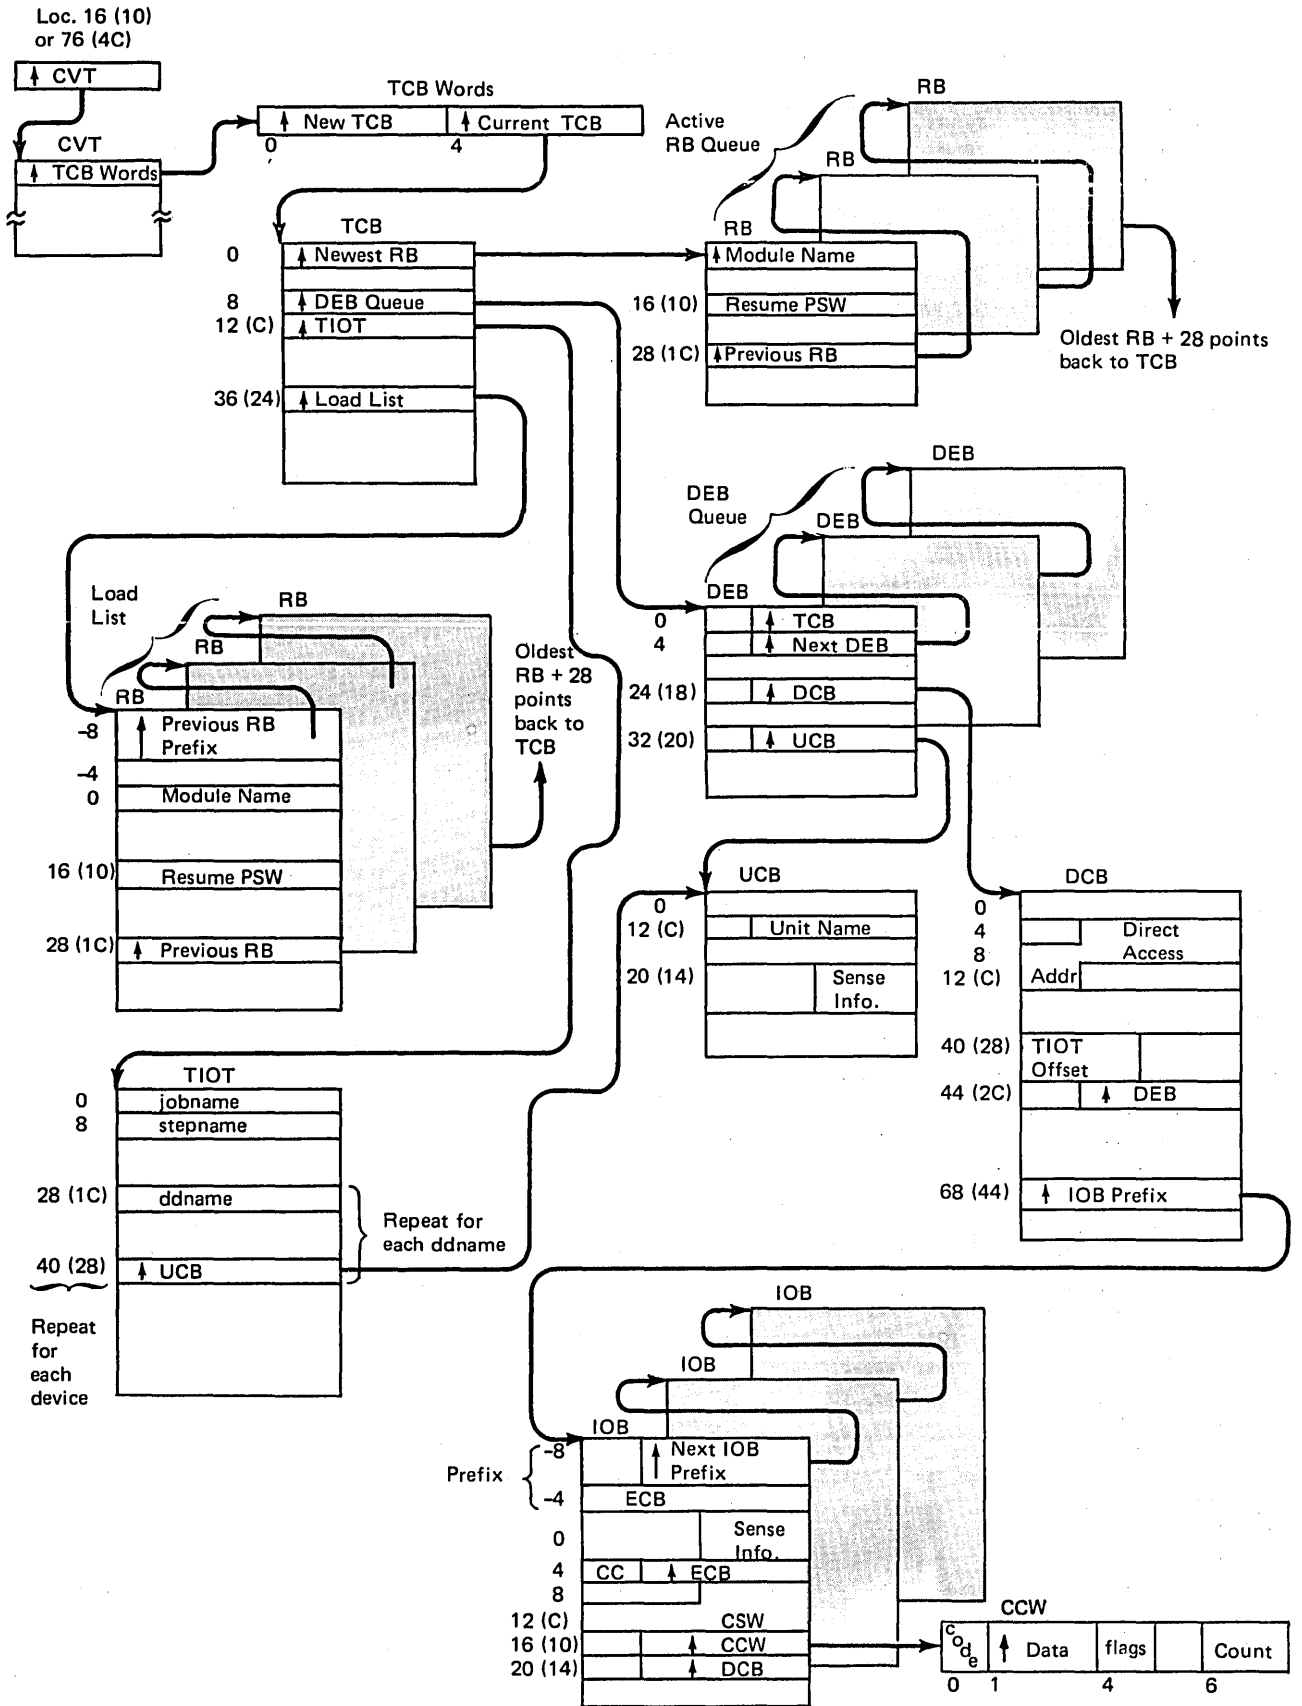 Loc. 16 (10)
or 76 (4C)
CVT
CVT
TCB Words
TCB Words
New TCB
Current TCB
0
4
TCB
0
Newest RB
8
DEB Queue
12 (C)
TIOT
36 (24)
Load List
Active
RB Queue
RB
RB
RB
Module Name
16 (10)
Resume PSW
28 (1C)
Previous RB
Oldest RB + 28 points
back to TCB
DEB
Queue
DEB
DEB
DEB
0
TCB
4
Next DEB
24 (18)
DCB
32 (20)
UCB
Load
List
RB
RB
RB
-8
Previous RB
Prefix
-4
0
Module Name
16 (10)
Resume PSW
28 (1C)
Previous RB
Oldest
RB + 28
points
back to
TCB
UCB
0
12 (C)
Unit Name
20 (14)
Sense
Info.
DCB
0
4
Direct
8
Access
12 (C)
Addr
40 (28)
TIOT
Offset
44 (2C)
DEB
68 (44)
IOB Prefix
TIOT
0
jobname
8
stepname
28 (1C)
ddname
40 (28)
UCB
Repeat for
each ddname
Repeat
for
each
device
IOB
IOB
IOB
Prefix
-8
Next IOB
Prefix
-4
ECB
0
Sense
Info.
4
CC
ECB
8
12 (C)
CSW
16 (10)
CCW
20 (14)
DCB
CCW
Code
Data
flags
Count
0
1
4
6